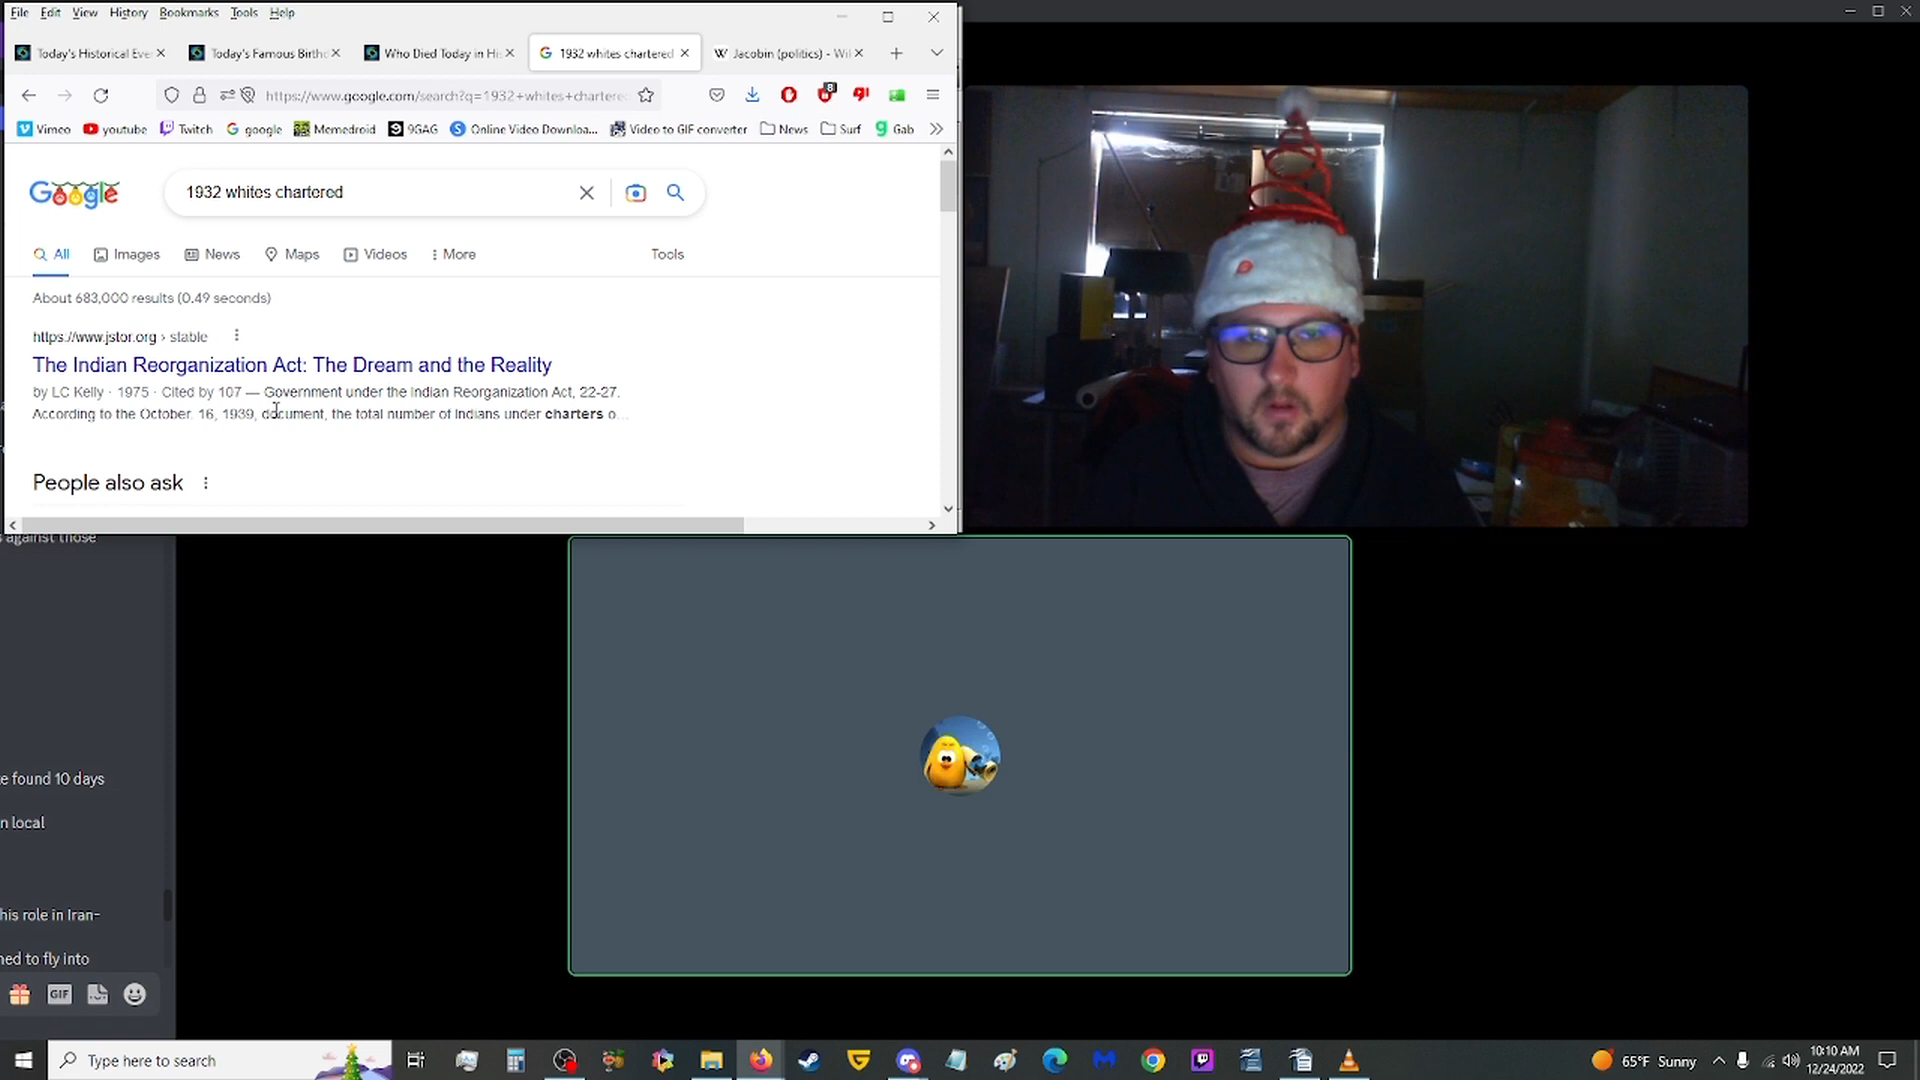 File Edit View History Bookmarks Tools Help
Today's Historical Eve
Today's Famous Birth
Who Died Today in His
1932 whites chartered
Jacobin (politics) - Wi
https://www.google.com/search?q=1932+whites+chartere
8
Vimeo youtube Twitch google Memedroid 9GAG Online Video Downloa... Video to GIF converter News Surf Gab
Google
1932 whites chartered
All Images News Maps Videos More Tools
About 683,000 results (0.49 seconds)
https://www.jstor.org › stable
The Indian Reorganization Act: The Dream and the Reality
by LC Kelly · 1975 · Cited by 107 — Government under the Indian Reorganization Act, 22-27.
According to the October. 16, 1939, document, the total number of Indians under charters o...
People also ask
against those
e found 10 days
n local
his role in Iran-
ned to fly into
GIF
Type here to search
65°F Sunny
10:10 AM
12/24/2022